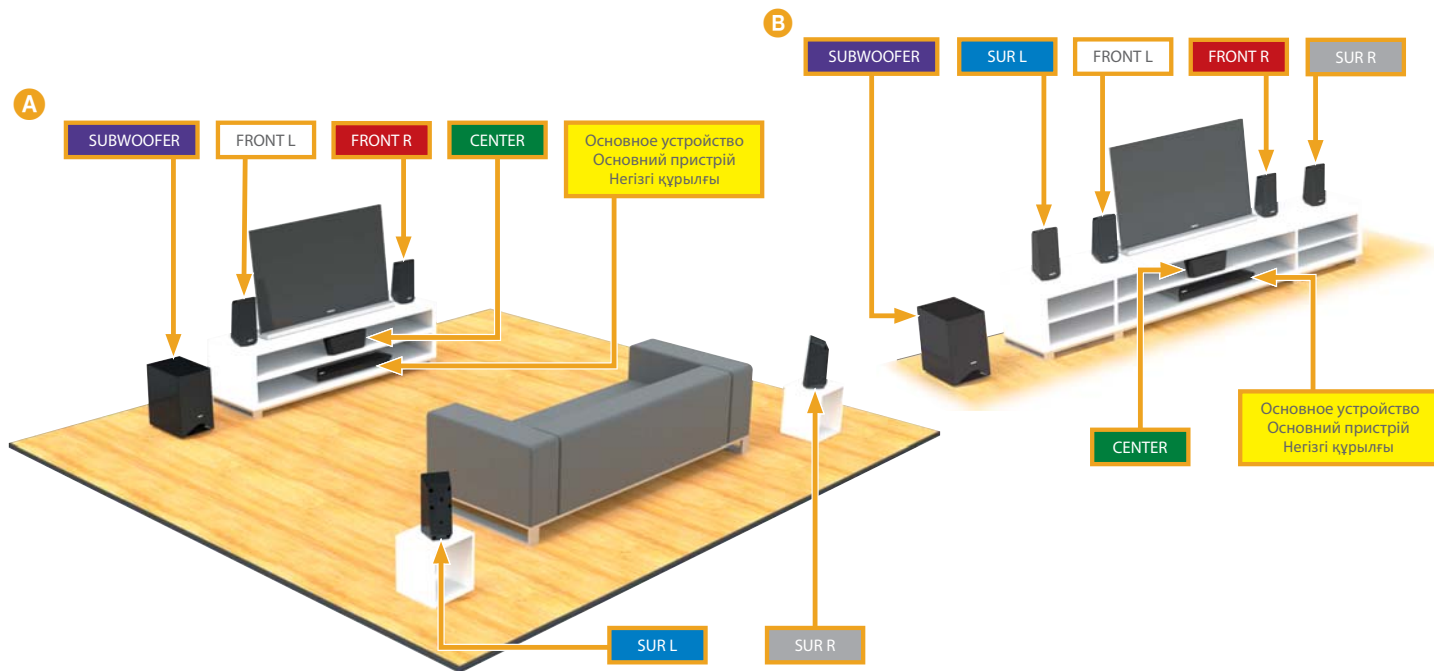 A
SUBWOOFER
FRONT L
FRONT R
CENTER
Основное устройство
Основний пристрій
Негізгі құрылғы
SUR L
SUR R
B
SUBWOOFER
SUR L
FRONT L
FRONT R
SUR R
CENTER
Основное устройство
Основний пристрій
Негізгі құрылғы